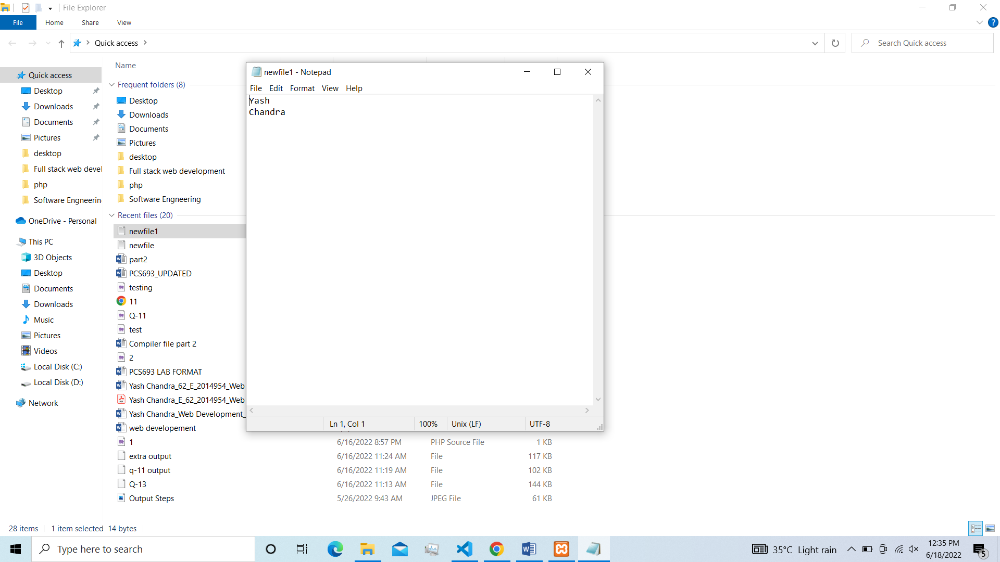 File Explorer
File Home Share View
Quick access
Search Quick access
Quick access
Desktop
Downloads
Documents
Pictures
desktop
Full stack web devel
php
Software Engneerin
OneDrive - Personal
This PC
3D Objects
Desktop
Documents
Downloads
Music
Pictures
Videos
Local Disk (C:)
Local Disk (D:)
Network
Name
Frequent folders (8)
Desktop
Downloads
Documents
Pictures
desktop
Full stack web development
php
Software Engneering
Recent files (20)
newfile1
newfile
part2
PCS693_UPDATED
testing
11
Q-11
test
Compiler file part 2
2
PCS693 LAB FORMAT
Yash Chandra_62_E_2014954_Web
Yash Chandra_E_62_2014954_Web
Yash Chandra_Web Development_
web developement
1 6/16/2022 8:57 PM PHP Source File 1 KB
extra output 6/16/2022 11:24 AM File 117 KB
q-11 output 6/16/2022 11:19 AM File 102 KB
Q-13 6/16/2022 11:13 AM File 144 KB
Output Steps 5/26/2022 9:43 AM JPEG File 61 KB
newfile1 - Notepad
File Edit Format View Help
Yash
Chandra
Ln 1, Col 1 100% Unix (LF) UTF-8
28 items 1 item selected 14 bytes
Type here to search
35°C Light rain
12:35 PM
6/18/2022
5